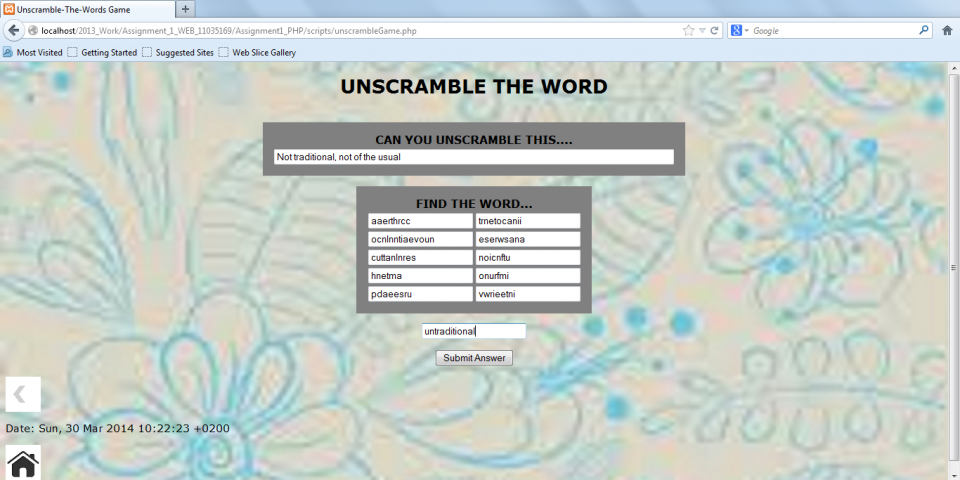 Unscramble-The-Words Game
localhost/2013_Work/Assignment_1_WEB_11035169/Assignment1_PHP/scripts/unscrambleGame.php
Google
Most Visited Getting Started Suggested Sites Web Slice Gallery
UNSCRAMBLE THE WORD
CAN YOU UNSCRAMBLE THIS....
Not traditional, not of the usual
FIND THE WORD...
aaerthrcc trnetocanii
ocnlnntiaevoun eserwsana
cuttanlnres noicnftu
hnetma onurfmi
pdaeesru vwrieetni
untraditional
Submit Answer
Date: Sun, 30 Mar 2014 10:22:23 +0200